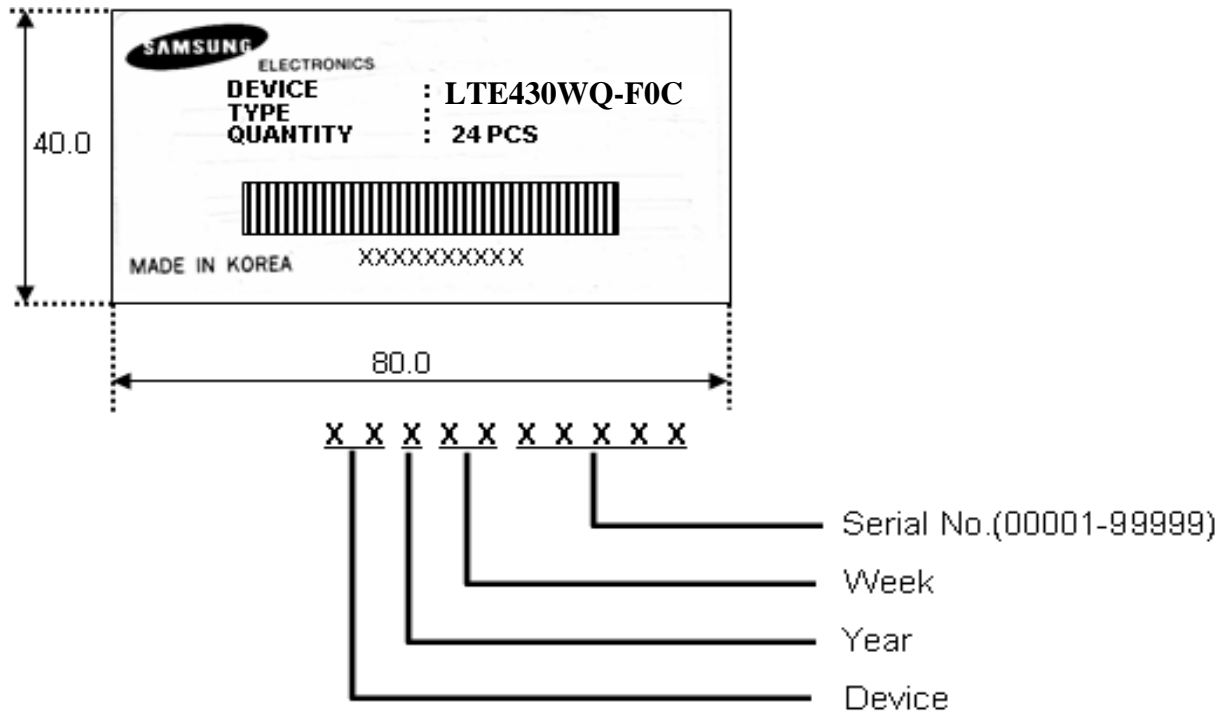 SAMSUNG
ELECTRONICS
DEVICE : LTE430WQ-F0C
TYPE :
QUANTITY : 24 PCS
40.0
XXXXXXXXXX
MADE IN KOREA
80.0
X X X X X X X X X X
Serial No.(00001-99999)
Week
Year
Device